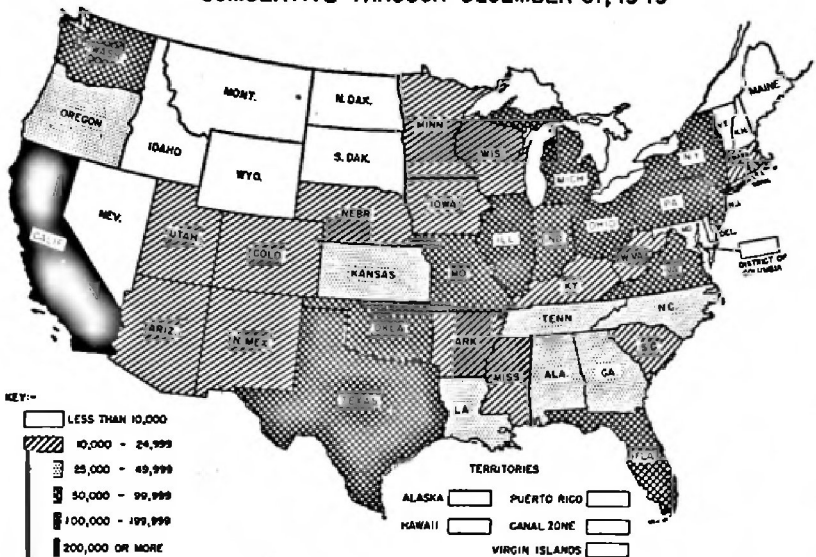 CUMULATIVE THROUGH DECEMBER 31, 1949
WASH.
MONT.
N. DAK.
MINN
MAINE
OREGON
IDAHO
S. DAK.
WIS.
MICH
N.Y.
WYO.
NEV.
UTAH
COLO
NEBR
IOWA
ILL
IND
OHIO
PA
N.J.
DEL.
MD
DISTRICT OF
COLUMBIA
CALIF
KANSAS
MO
KY
W.VA
ARIZ
N MEX
OKLA
ARK
TENN
N.C.
S.C.
TEXAS
LA
MISS
ALA
GA
FLA
KEY:-
LESS THAN 10,000
10,000 - 24,999
25,000 - 49,999
50,000 - 99,999
100,000 - 199,999
200,000 OR MORE
TERRITORIES
ALASKA
PUERTO RICO
HAWAII
CANAL ZONE
VIRGIN ISLANDS